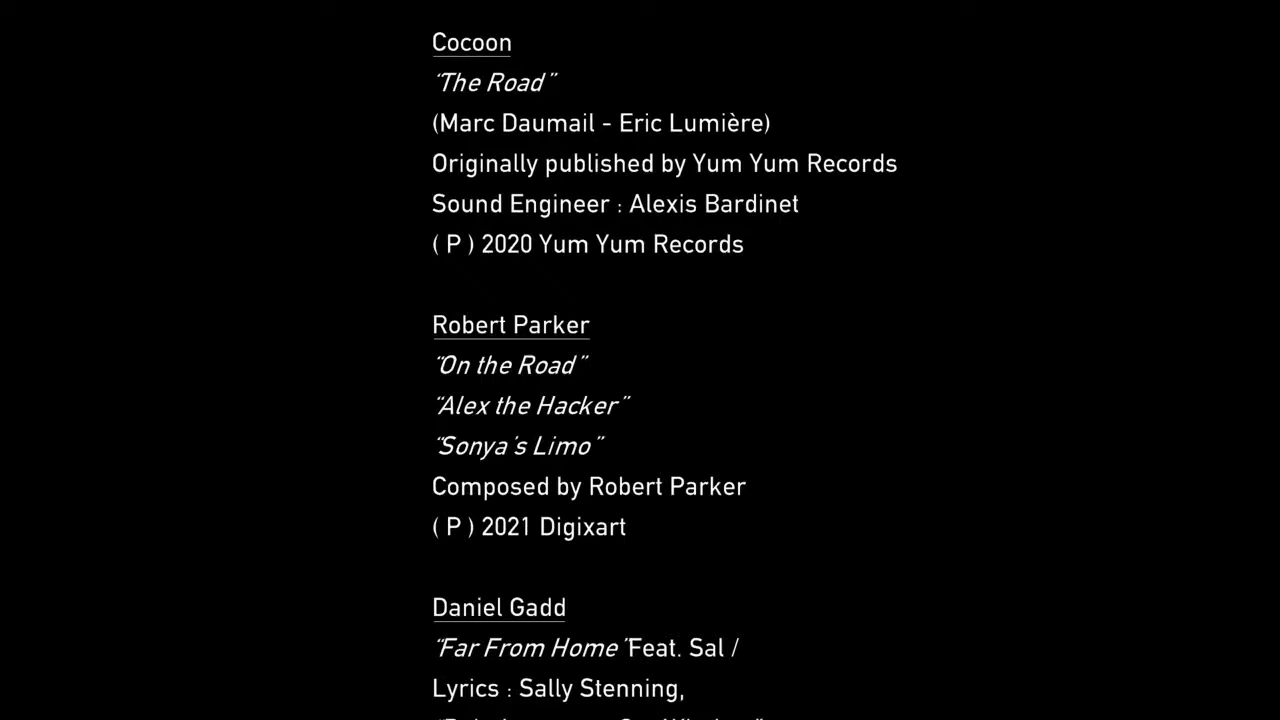 Cocoon
“The Road”
(Marc Daumail - Eric Lumière)
Originally published by Yum Yum Records
Sound Engineer : Alexis Bardinet
( P ) 2020 Yum Yum Records
Robert Parker
“On the Road”
“Alex the Hacker”
“Sonya's Limo”
Composed by Robert Parker
( P ) 2021 Digixart
Daniel Gadd
“Far From Home”Feat. Sal /
Lyrics : Sally Stenning,